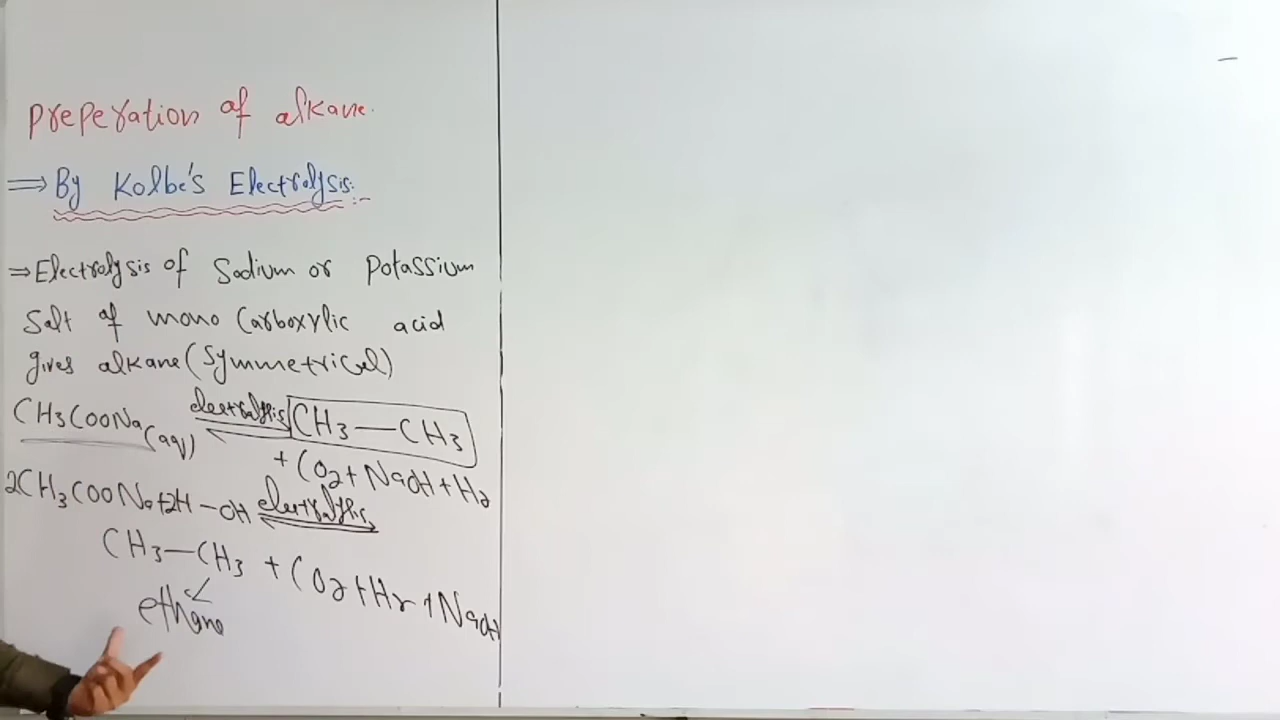 Preperation of alkane.
⇒ By Kolbe's Electrolysis:-
⇒ Electrolysis of Sodium or Potassium
Salt of mono Carboxylic acid
gives alkane (Symmetrical)
CH3COONa(aq) electrolysis CH3—CH3
+ CO2 + NaOH + H2
2CH3COONa + 2H-OH electrolysis
CH3—CH3 + CO2 + H2 + NaOH
ethane